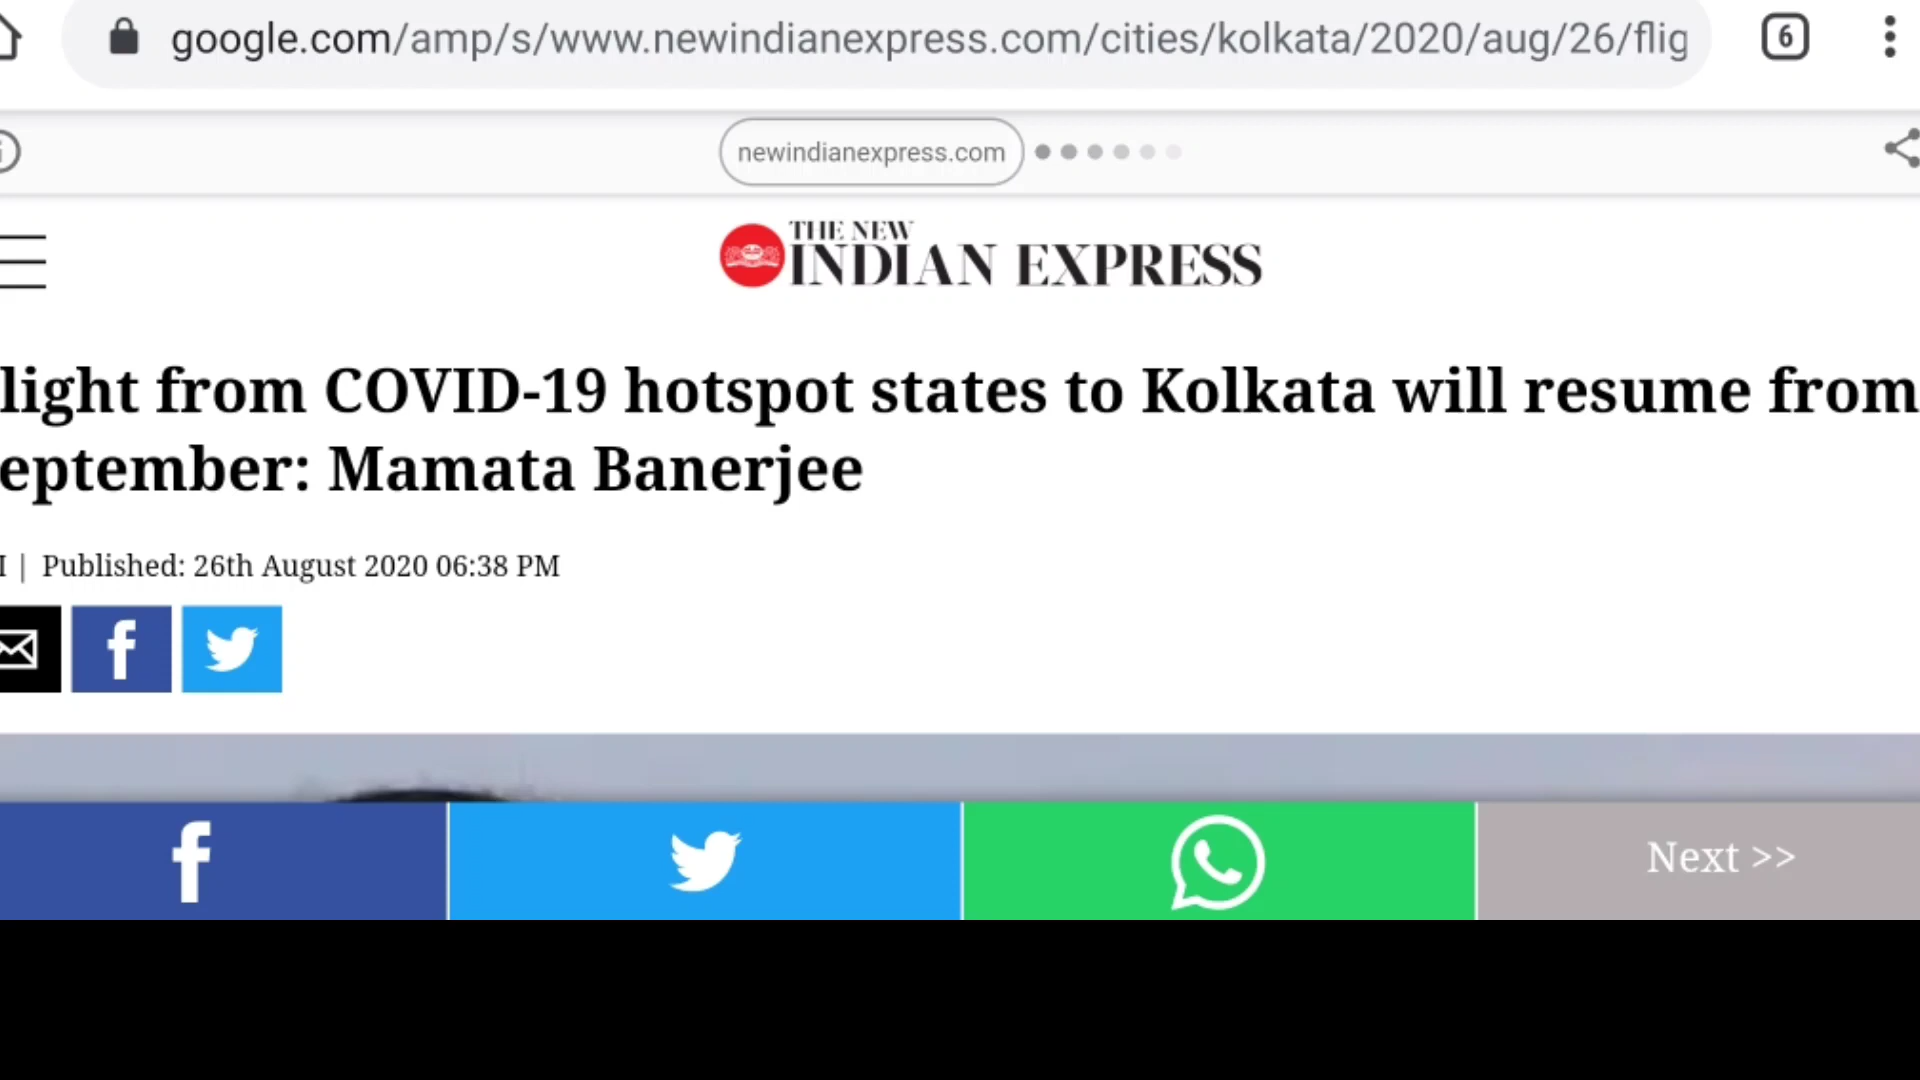 google.com/amp/s/www.newindianexpress.com/cities/kolkata/2020/aug/26/flig
6
newindianexpress.com
THE NEW
INDIAN EXPRESS
light from COVID-19 hotspot states to Kolkata will resume from
eptember: Mamata Banerjee
I | Published: 26th August 2020 06:38 PM
f
f
Next >>